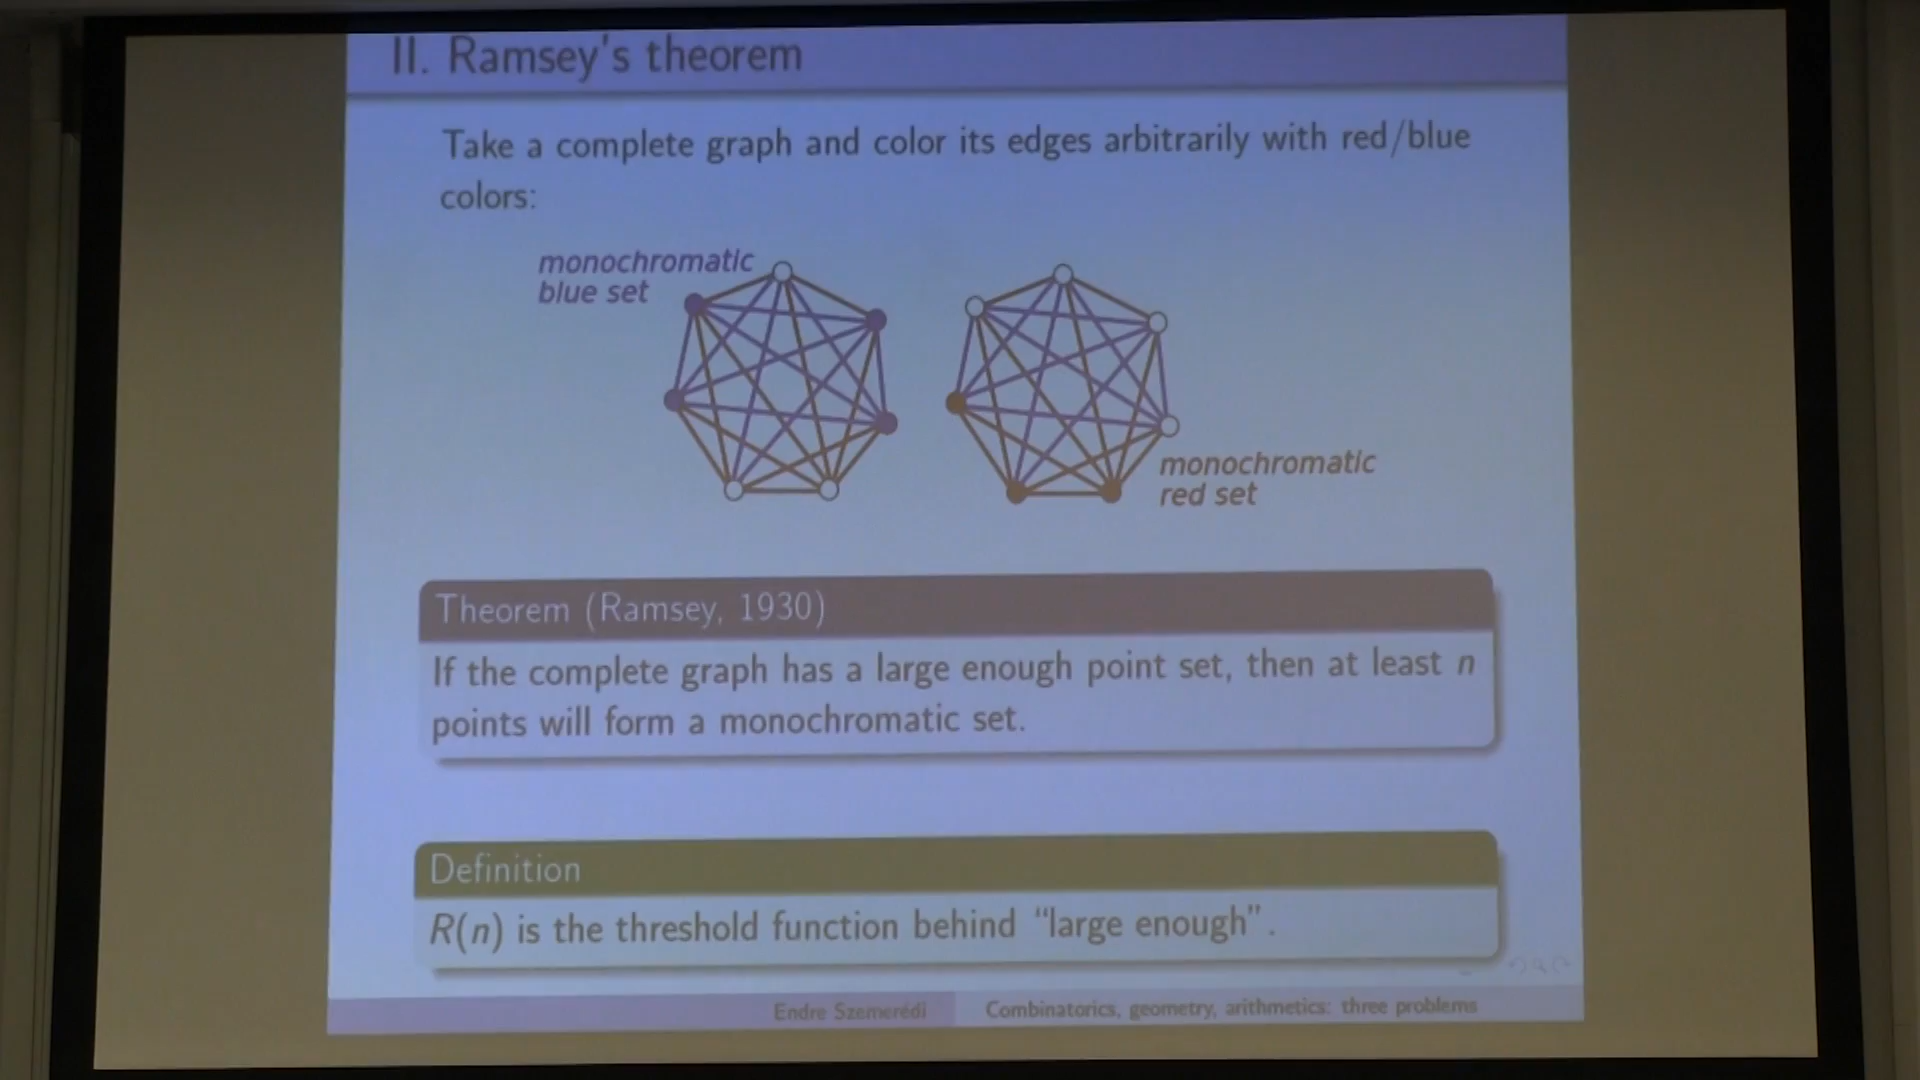 II. Ramsey's theorem
Take a complete graph and color its edges arbitrarily with red/blue
colors:
monochromatic
blue set
monochromatic
red set
Theorem (Ramsey, 1930)
If the complete graph has a large enough point set, then at least n
points will form a monochromatic set.
Definition
R(n) is the threshold function behind “large enough”.
Endre Szemerédi
Combinatorics, geometry, arithmetics: three problems